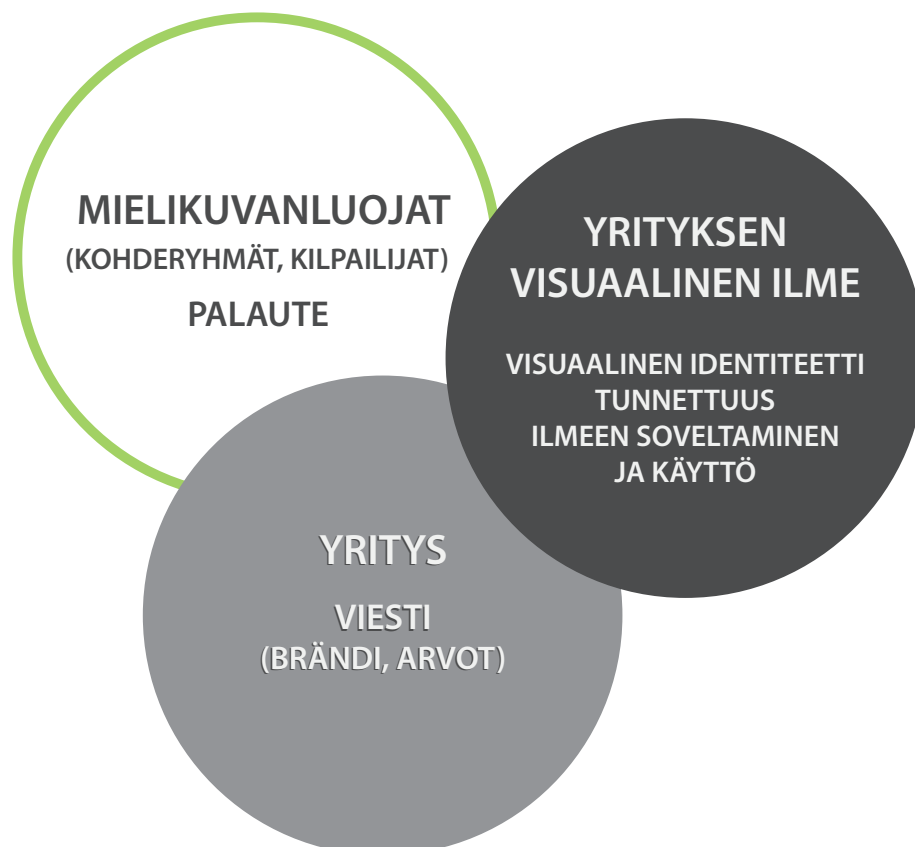 MIELIKUVANLUOJAT
(KOHDERYHMÄT, KILPAILIJAT)
PALAUTE
YRITYKSEN
VISUAALINEN ILME
VISUAALINEN IDENTITEETTI
TUNNETTUUS
ILMEEN SOVELTAMINEN
JA KÄYTTÖ
YRITYS
VIESTI
(BRÄNDI, ARVOT)